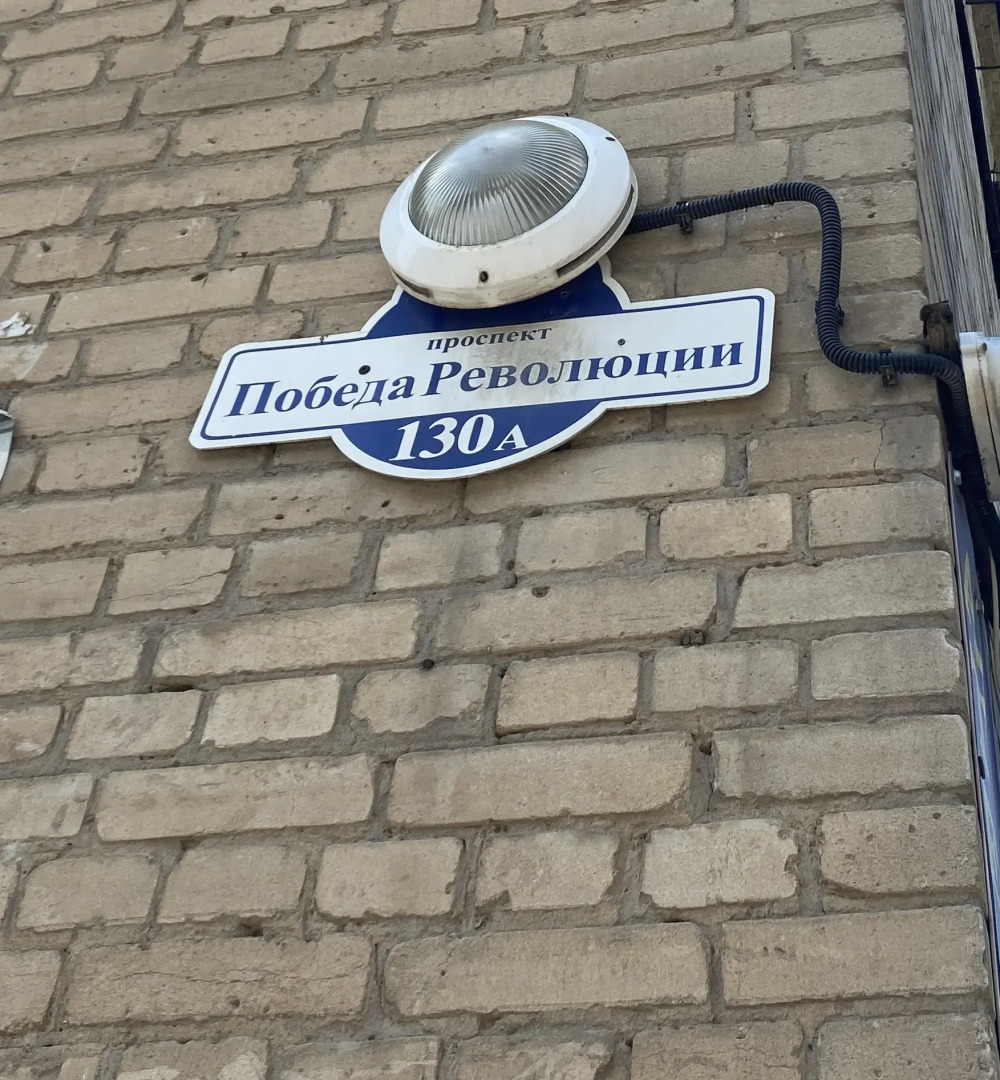 проспект
Победа Революции
130А